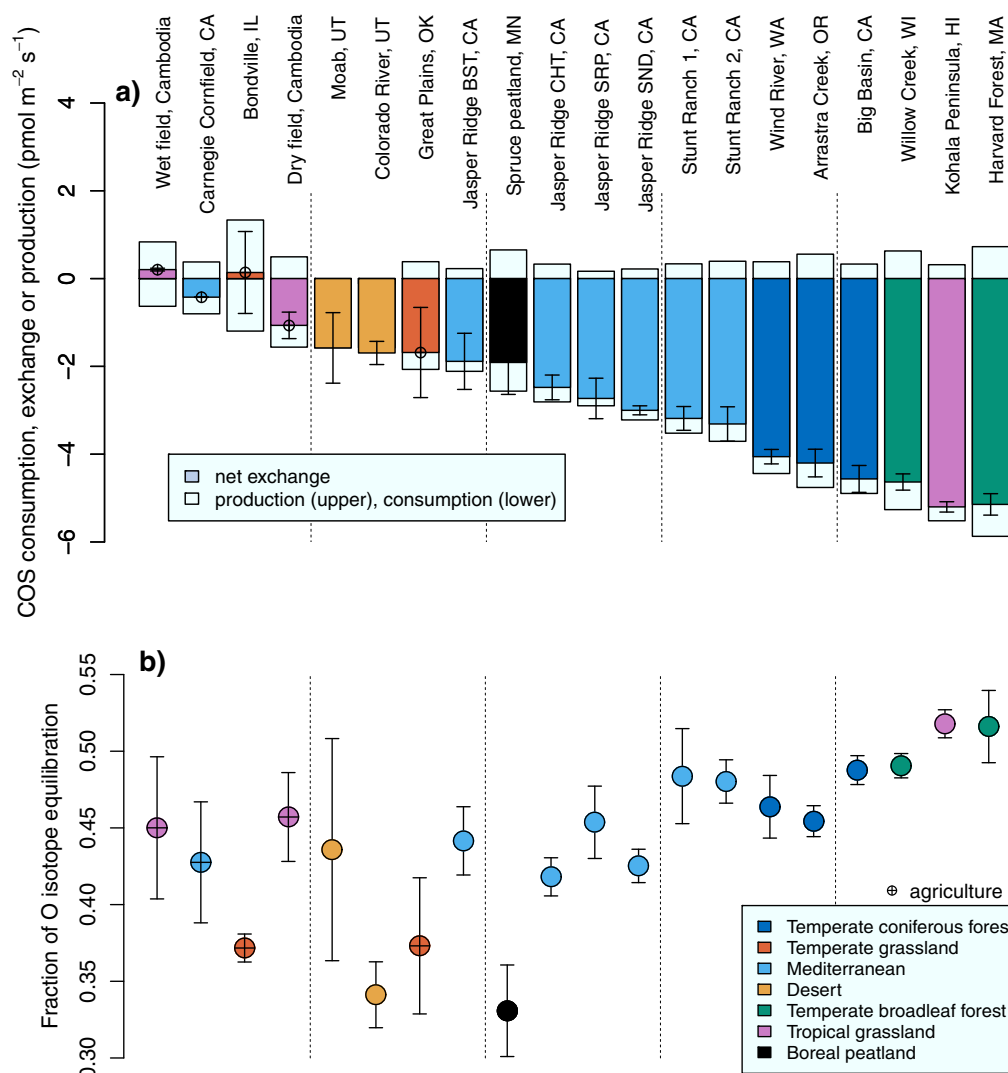 a)
COS consumption, exchange or production (pmol m⁻² s⁻¹)
4
2
0
−2
−4
−6
Wet field, Cambodia
Carnegie Cornfield, CA
Bondville, IL
Dry field, Cambodia
Moab, UT
Colorado River, UT
Great Plains, OK
Jasper Ridge BST, CA
Spruce peatland, MN
Jasper Ridge CHT, CA
Jasper Ridge SRP, CA
Jasper Ridge SND, CA
Stunt Ranch 1, CA
Stunt Ranch 2, CA
Wind River, WA
Arrastra Creek, OR
Big Basin, CA
Willow Creek, WI
Kohala Peninsula, HI
Harvard Forest, MA
net exchange
production (upper), consumption (lower)
b)
Fraction of O isotope equilibration
0.55
0.50
0.45
0.40
0.35
0.30
agriculture
Temperate coniferous fores
Temperate grassland
Mediterranean
Desert
Temperate broadleaf forest
Tropical grassland
Boreal peatland